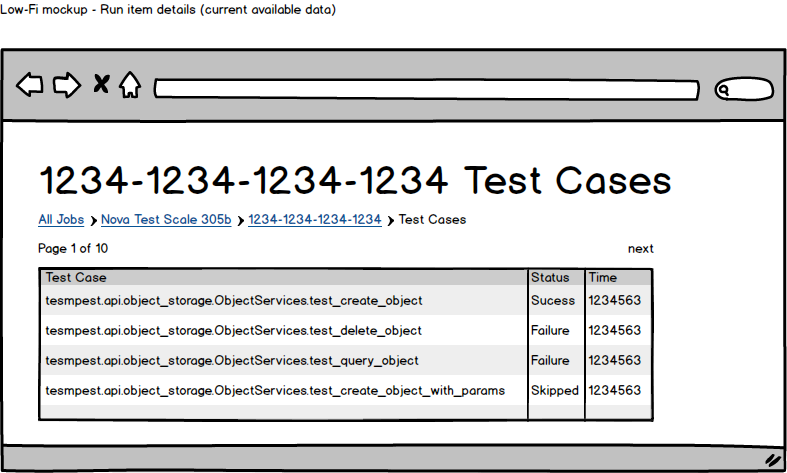 Low-Fi mockup - Run item details (current available data)
1234-1234-1234-1234 Test Cases
All Jobs Nova Test Scale 305b 1234-1234-1234-1234 Test Cases
Page 1 of 10 next
Test Case Status Time
tesmpest.api.object_storage.ObjectServices.test_create_object Sucess 1234563
tesmpest.api.object_storage.ObjectServices.test_delete_object Failure 1234563
tesmpest.api.object_storage.ObjectServices.test_query_object Failure 1234563
tesmpest.api.object_storage.ObjectServices.test_create_object_with_params Skipped 1234563